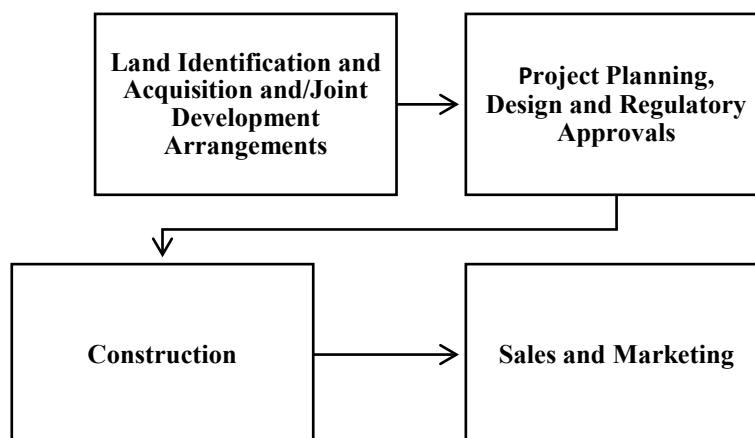 Land Identification and
Acquisition and/Joint
Development
Arrangements
Project Planning,
Design and Regulatory
Approvals
Construction
Sales and Marketing